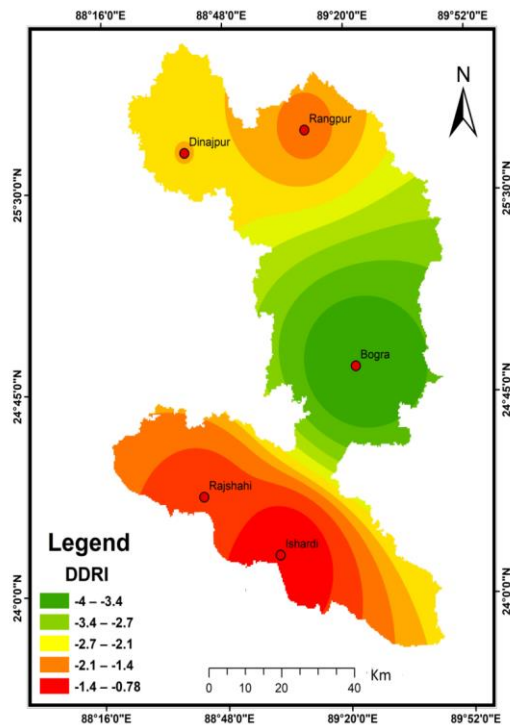 88°16'0"E 88°48'0"E 89°20'0"E 89°52'0"E
N
Rangpur
Dinajpur
25°30'0"N 25°30'0"N
Bogra
24°45'0"N 24°45'0"N
Rajshahi
Ishardi
Legend
DDRI
-4 – -3.4
-3.4 – -2.7
-2.7 – -2.1
-2.1 – -1.4
-1.4 – -0.78
24°0'0"N 24°0'0"N
Km
0 10 20 30 40
88°16'0"E 88°48'0"E 89°20'0"E 89°52'0"E